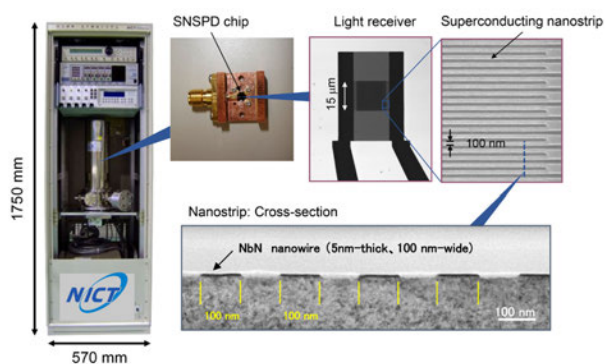 SNSPD chip
Light receiver
Superconducting nanostrip
1750 mm
15 μm
100 nm
Nanostrip: Cross-section
NbN nanowire (5nm-thick、100 nm-wide)
100 nm
100 nm
100 nm
NICT
570 mm